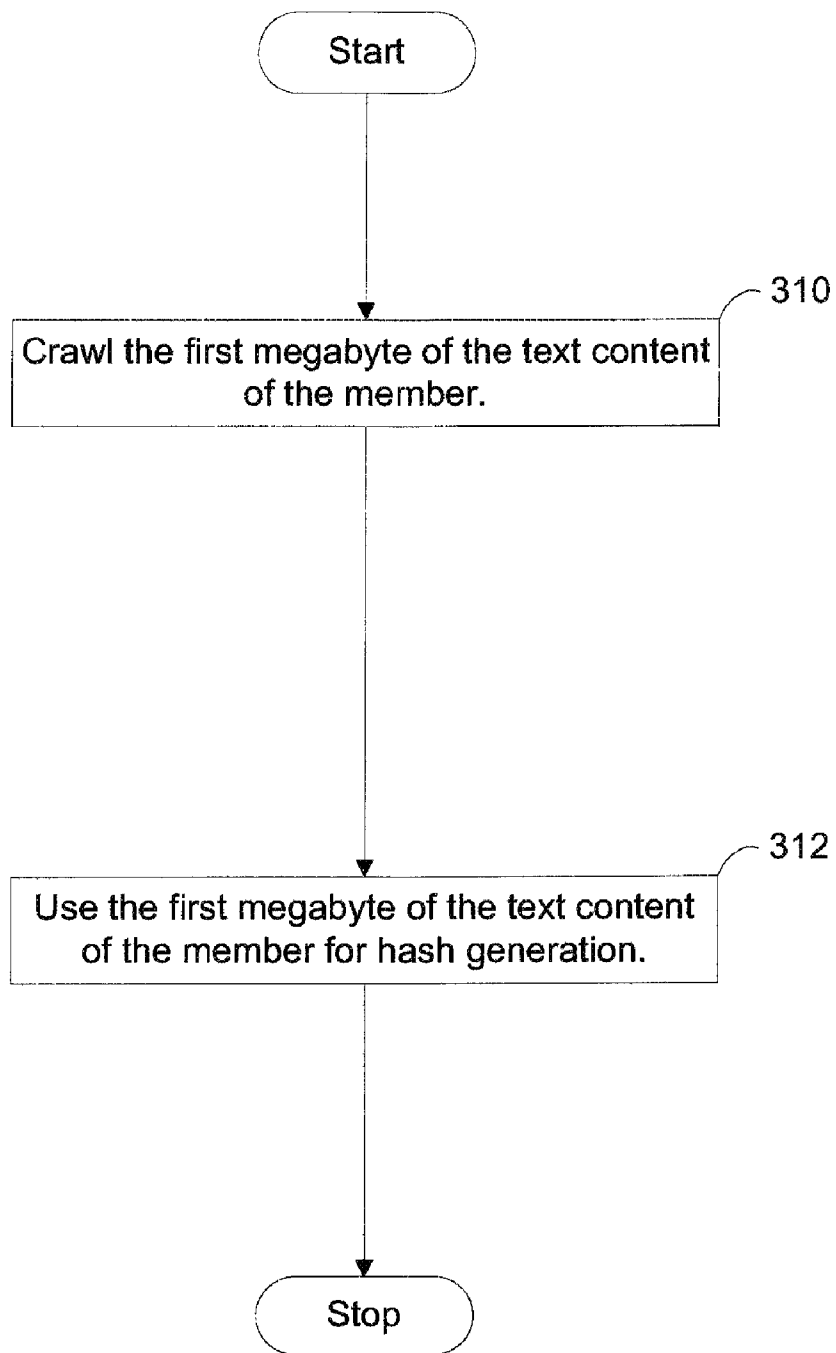 Start
310
Crawl the first megabyte of the text content
of the member.
312
Use the first megabyte of the text content
of the member for hash generation.
Stop